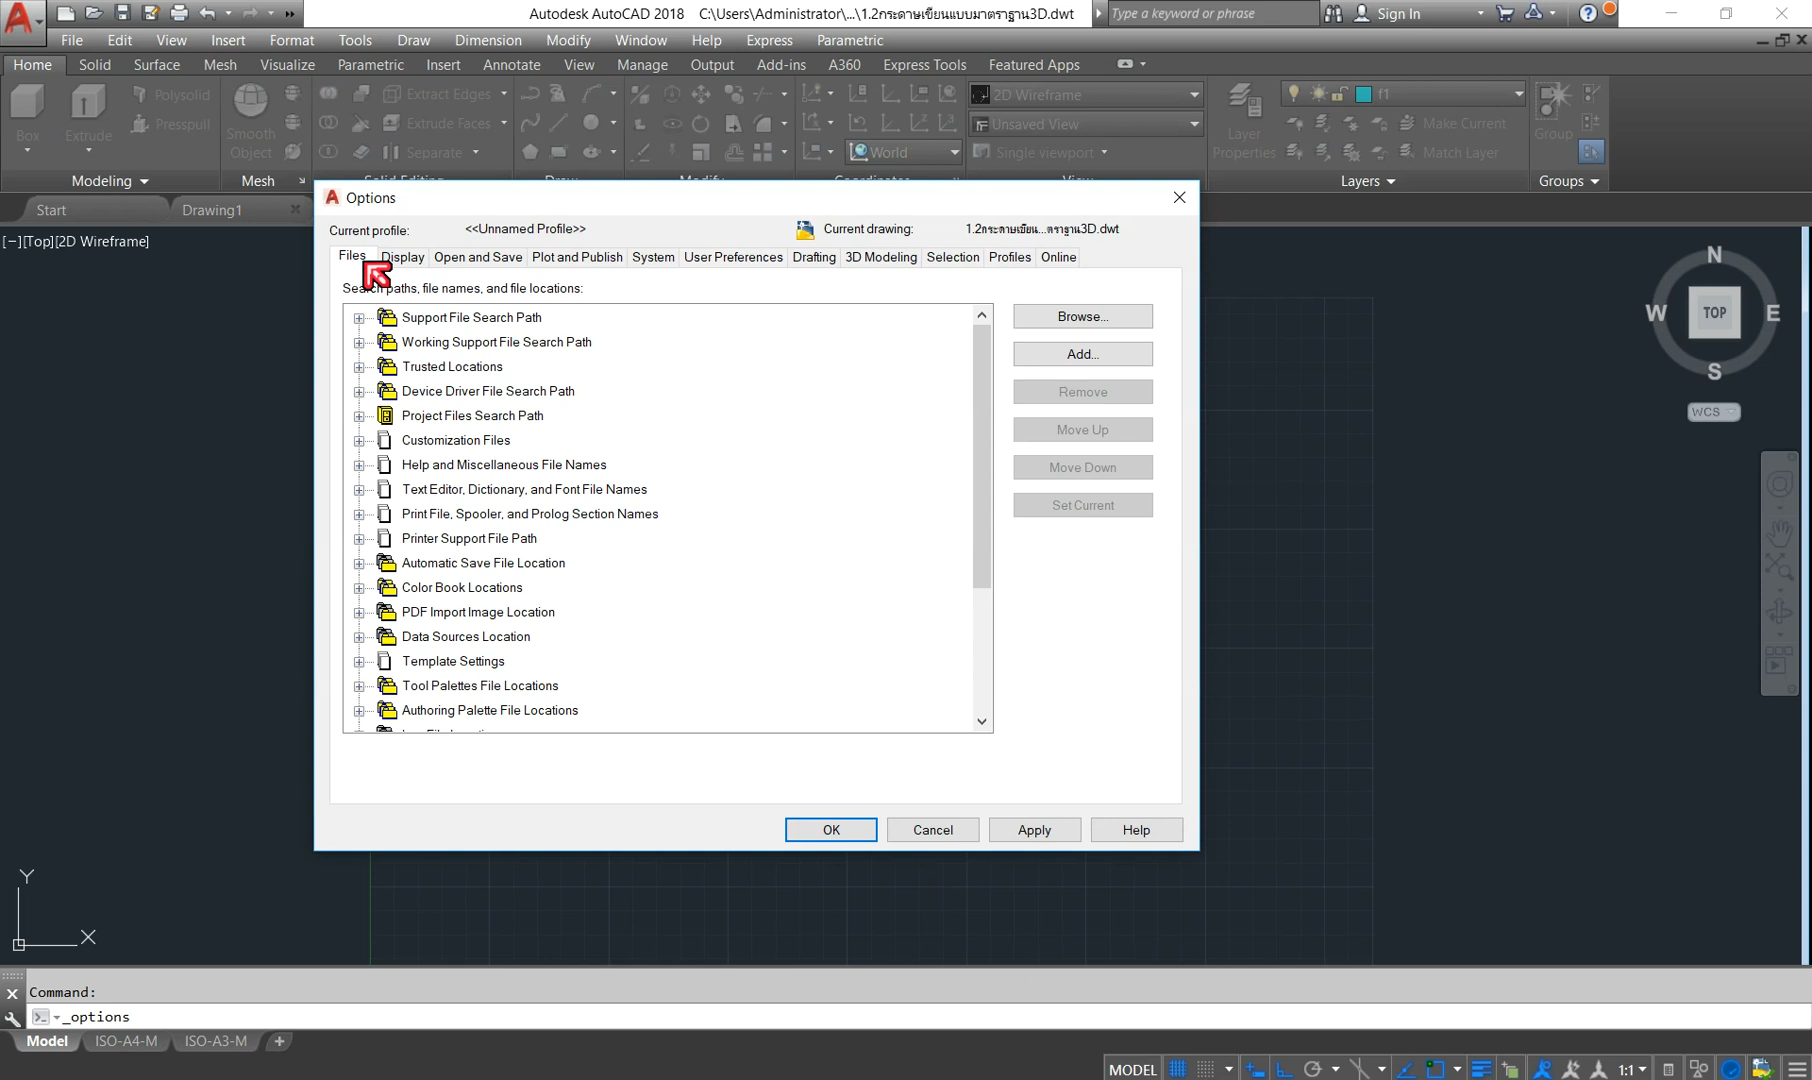 Autodesk AutoCAD 2018 C:\Users\Administrator\...\1.2กระดาษเขียนแบบมาตราฐาน3D.dwt Type a keyword or phrase Sign In
File Edit View Insert Format Tools Draw Dimension Modify Window Help Express Parametric
Home Solid Surface Mesh Visualize Parametric Insert Annotate View Manage Output Add-ins A360 Express Tools Featured Apps
Polysolid Extract Edges 2D Wireframe f1
Box Extrude Presspull Smooth Object Extrude Faces Unsaved View Layer Properties Make Current Group
Separate World Single viewport Match Layer
Modeling Mesh Layers Groups
Start Drawing1
[−][Top][2D Wireframe]
Options
Current profile: <<Unnamed Profile>> Current drawing: 1.2กระดาษเขียน...ตราฐาน3D.dwt
Files Display Open and Save Plot and Publish System User Preferences Drafting 3D Modeling Selection Profiles Online
Search paths, file names, and file locations:
Support File Search Path
Working Support File Search Path
Trusted Locations
Device Driver File Search Path
Project Files Search Path
Customization Files
Help and Miscellaneous File Names
Text Editor, Dictionary, and Font File Names
Print File, Spooler, and Prolog Section Names
Printer Support File Path
Automatic Save File Location
Color Book Locations
PDF Import Image Location
Data Sources Location
Template Settings
Tool Palettes File Locations
Authoring Palette File Locations
Browse...
Add...
Remove
Move Up
Move Down
Set Current
OK Cancel Apply Help
N
W TOP E
S
WCS
Y
X
Command:
_options
Model ISO-A4-M ISO-A3-M +
MODEL 1:1